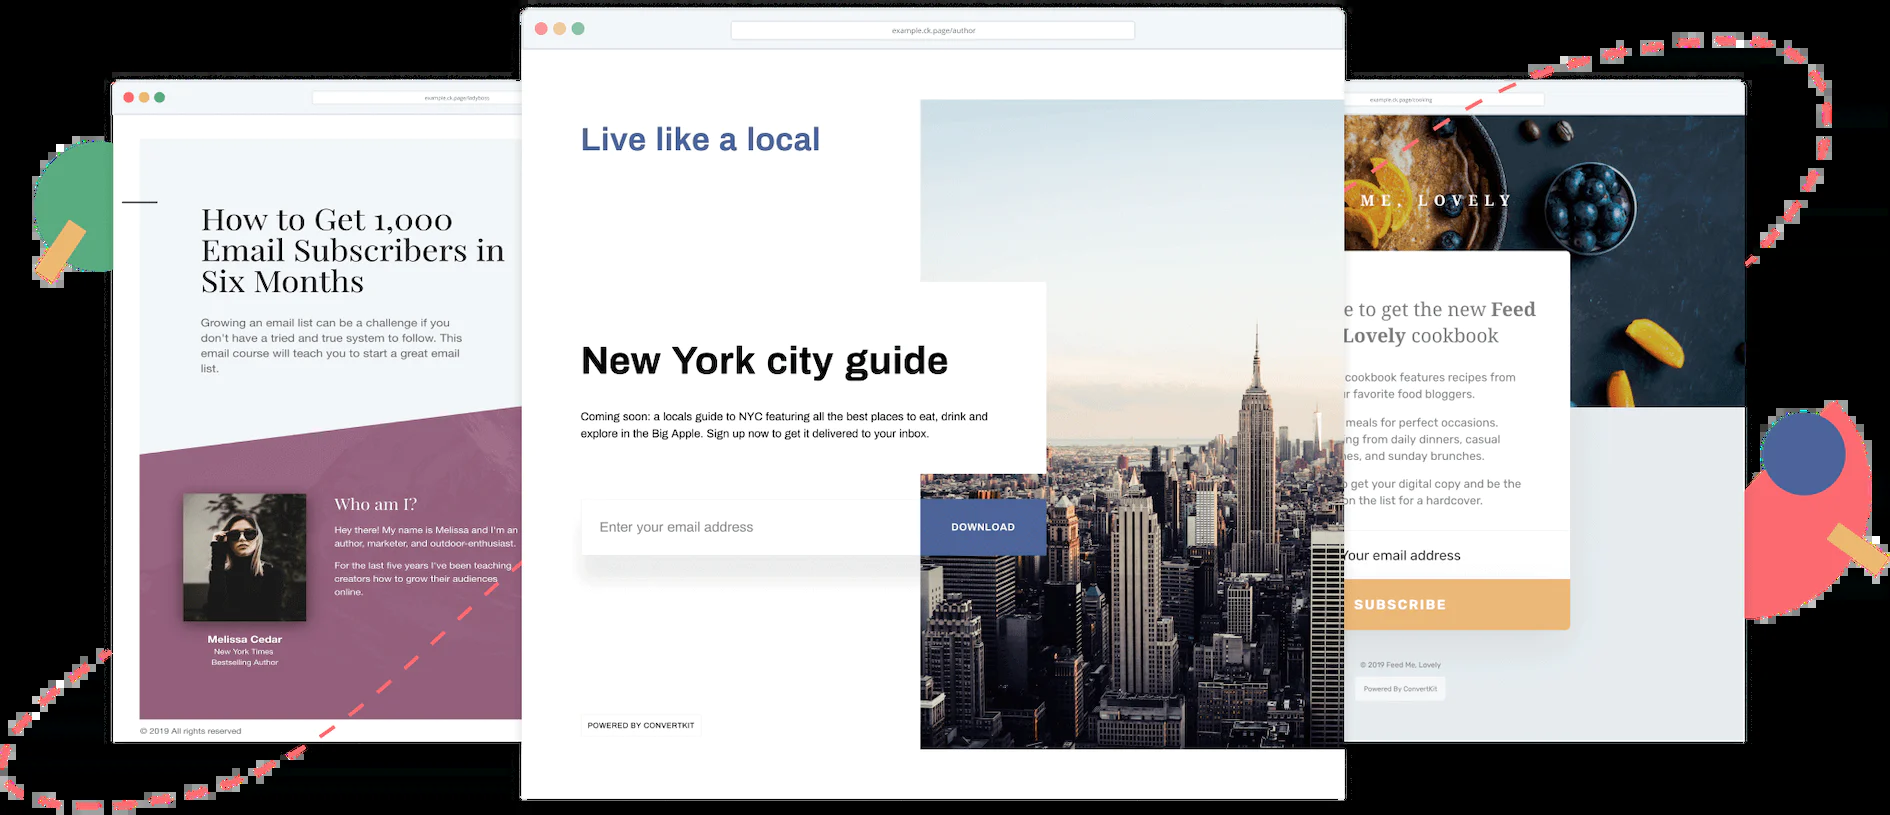 example.ck.page/ladyboss
How to Get 1,000
Email Subscribers in
Six Months
Growing an email list can be a challenge if you
don't have a tried and true system to follow. This
email course will teach you to start a great email
list.
Who am I?
Hey there! My name is Melissa and I'm an
author, marketer, and outdoor-enthusiast.
For the last five years I've been teaching
creators how to grow their audiences
online.
Melissa Cedar
New York Times
Bestselling Author
© 2019 All rights reserved
example.ck.page/author
Live like a local
New York city guide
Coming soon: a locals guide to NYC featuring all the best places to eat, drink and
explore in the Big Apple. Sign up now to get it delivered to your inbox.
Enter your email address
DOWNLOAD
POWERED BY CONVERTKIT
example.ck.page/cooking
ME, LOVELY
e to get the new Feed
Lovely cookbook
cookbook features recipes from
r favorite food bloggers.
meals for perfect occasions.
ng from daily dinners, casual
es, and sunday brunches.
o get your digital copy and be the
on the list for a hardcover.
Your email address
SUBSCRIBE
© 2019 Feed Me, Lovely
Powered By ConvertKit